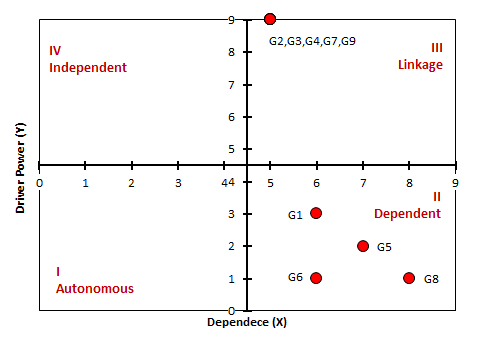 9
G2,G3,G4,G7,G9
IV
Independent
III
Linkage
8
7
6
5
Driver Power (Y)
0 1 2 3 44 4 5 6 7 8 9
II
Dependent
3
G1
2
G5
I
Autonomous
1
G6
G8
0
Dependece (X)